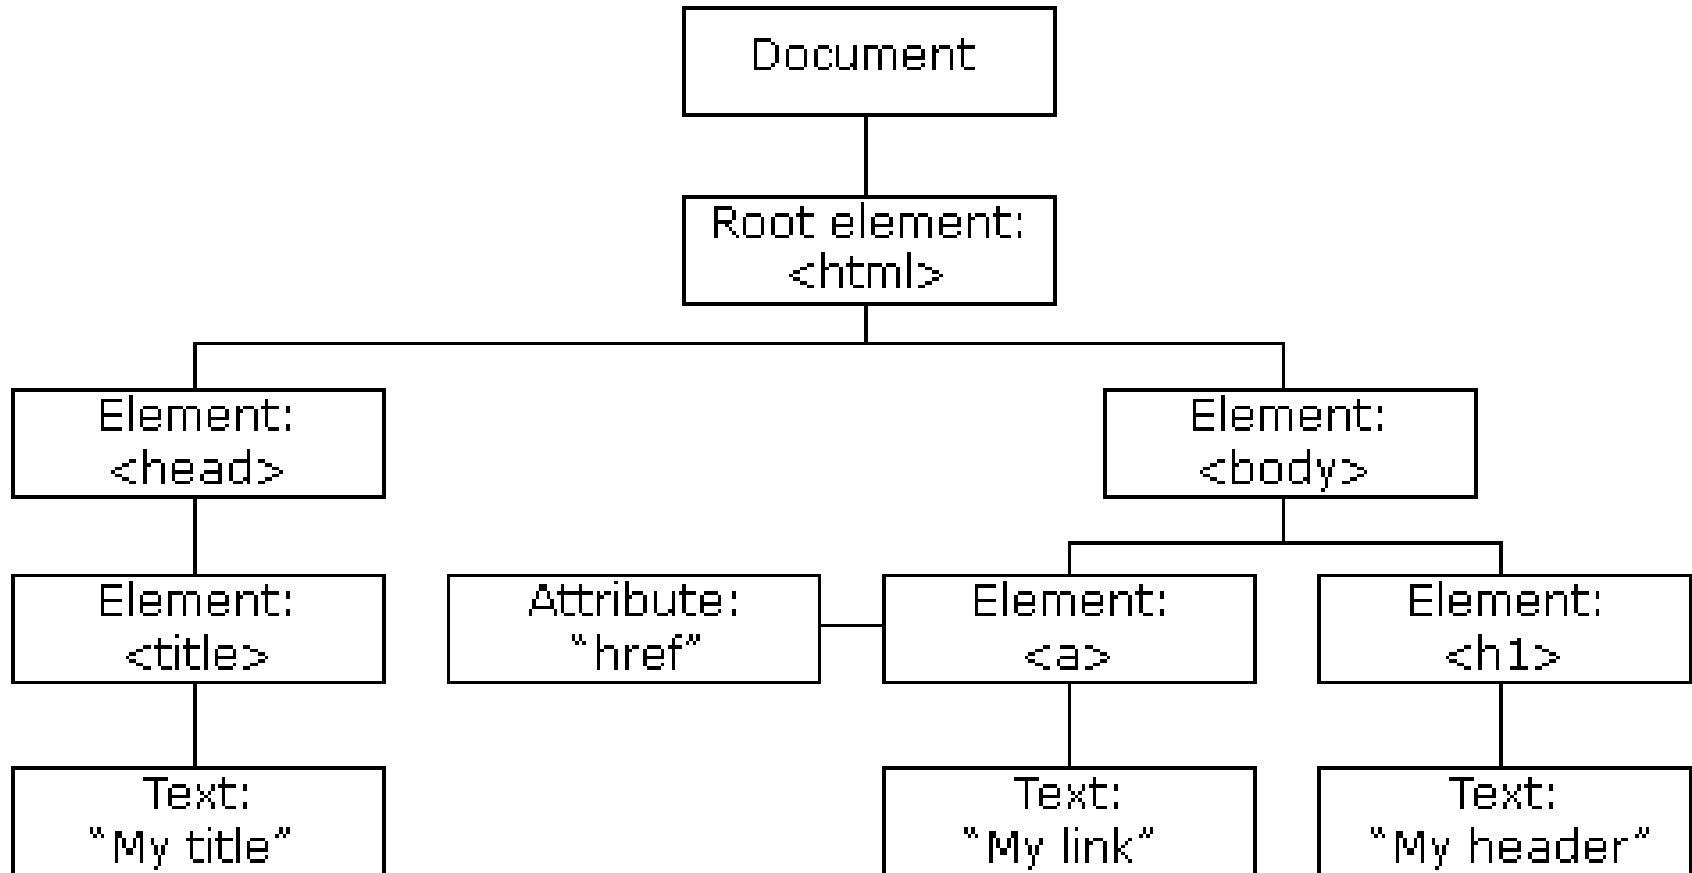 Document
Root element:
<html>
Element:
<head>
Element:
<body>
Element:
<title>
Attribute:
“href”
Element:
<a>
Element:
<h1>
Text:
“My title”
Text:
“My link”
Text:
“My header”